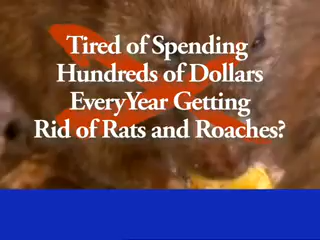 Tired of Spending
Hundreds of Dollars
EveryYear Getting
Rid of Rats and Roaches?